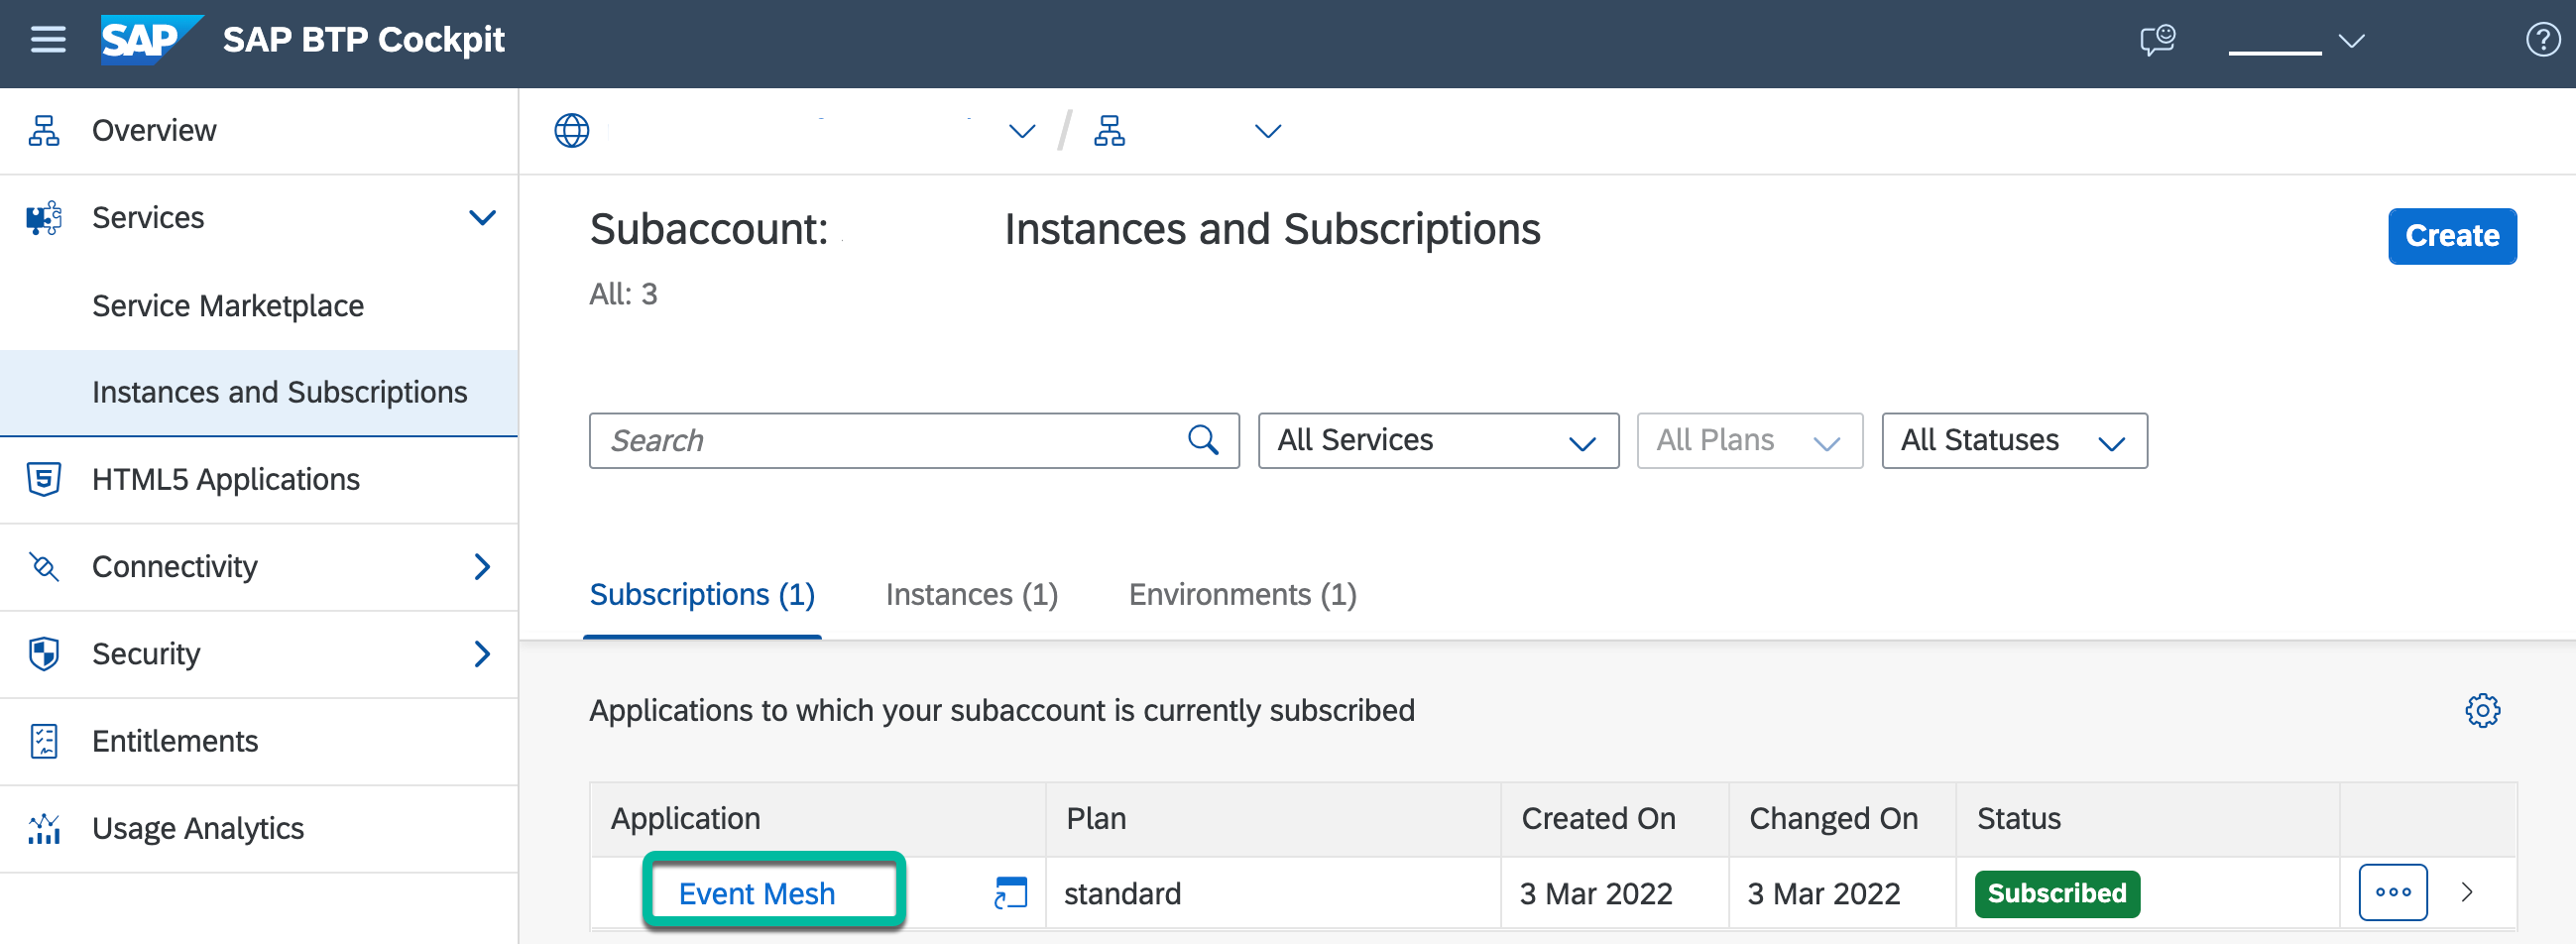 SAP SAP BTP Cockpit
Overview
Services
Service Marketplace
Instances and Subscriptions
HTML5 Applications
Connectivity
Security
Entitlements
Usage Analytics
Subaccount: Instances and Subscriptions
Create
All: 3
Search All Services All Plans All Statuses
Subscriptions (1) Instances (1) Environments (1)
Applications to which your subaccount is currently subscribed
Application Plan Created On Changed On Status
Event Mesh standard 3 Mar 2022 3 Mar 2022 Subscribed